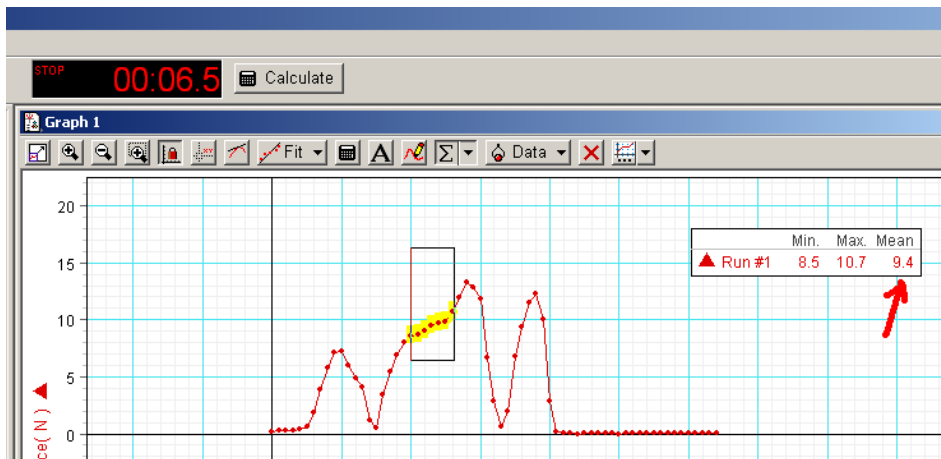 STOP
00:06.5
Calculate
Graph 1
Fit
A
Σ
Data
20
15
10
5
0
Min. Max. Mean
Run #1 8.5 10.7 9.4
ce( N )